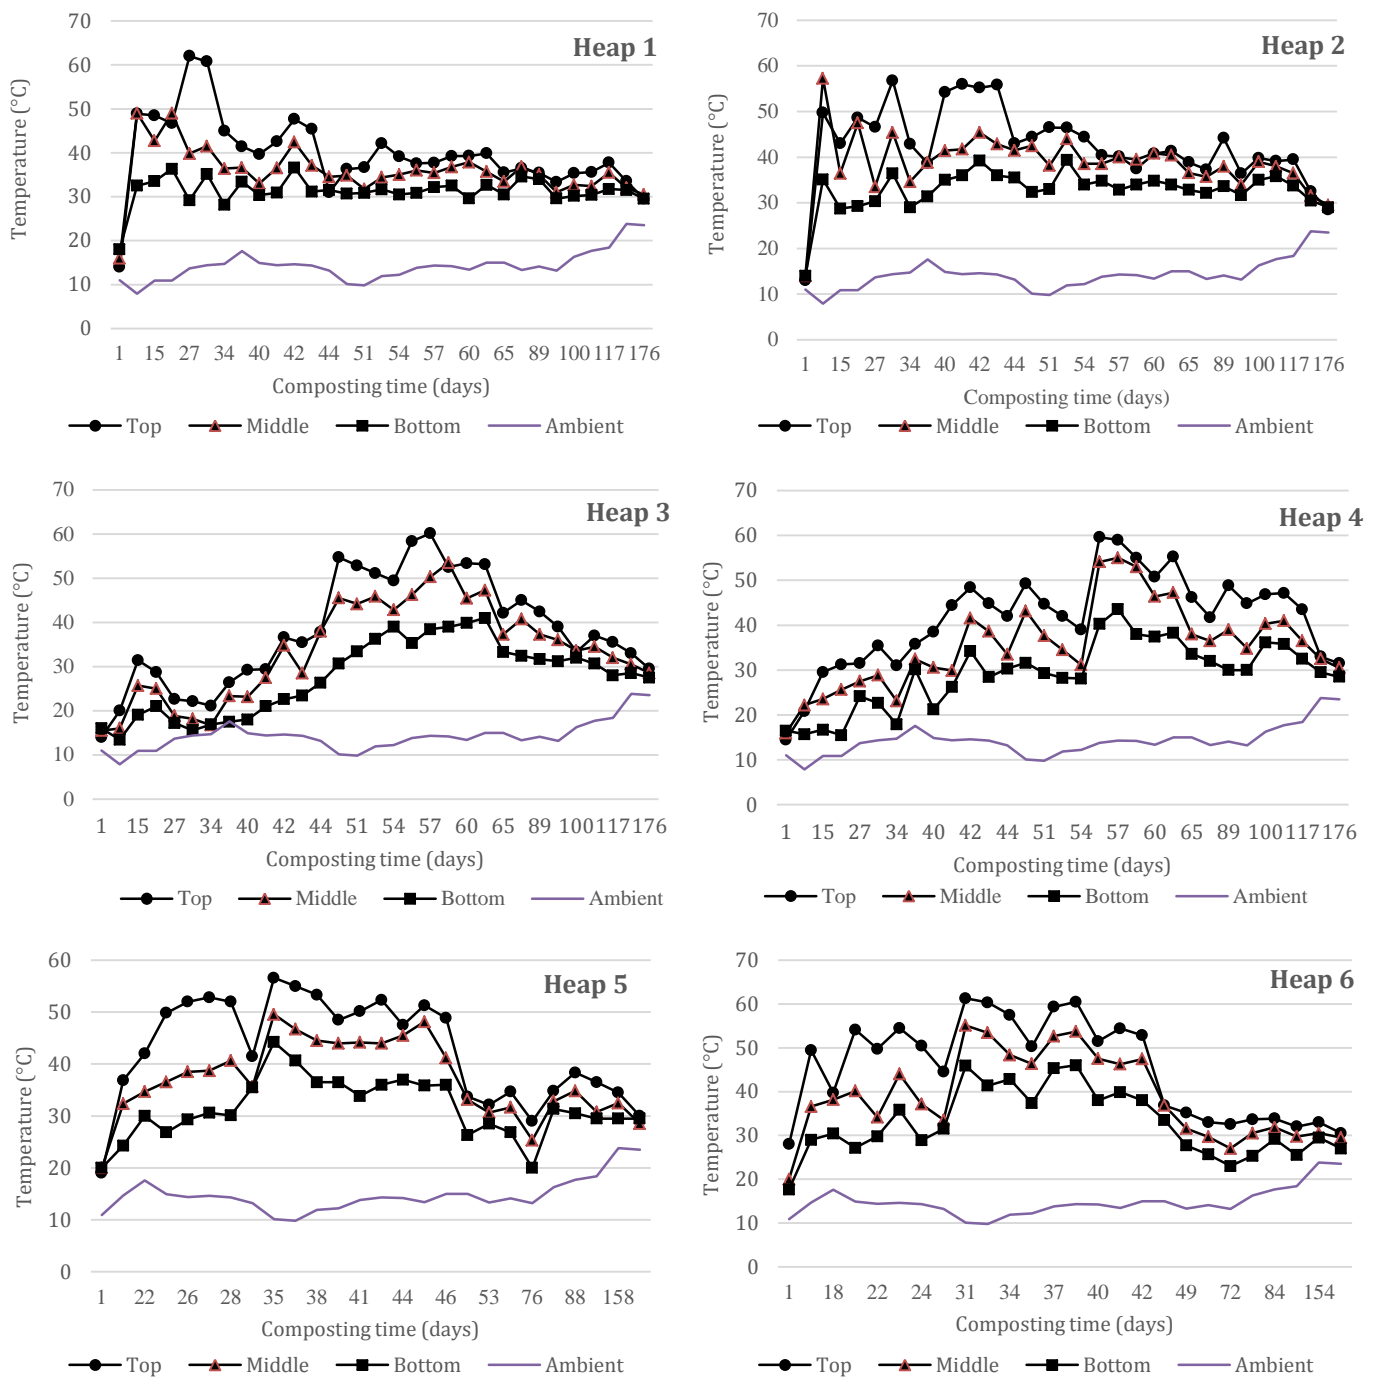 Heap 1
Temperature (°C)
70
60
50
40
30
20
10
0
1 15 27 34 40 42 44 51 54 57 60 65 89 100 117 176
Composting time (days)
Top Middle Bottom Ambient
Heap 2
Temperature (°C)
70
60
50
40
30
20
10
0
1 15 27 34 40 42 44 51 54 57 60 65 89 100 117 176
Composting time (days)
Top Middle Bottom Ambient
Heap 3
Temperature (°C)
70
60
50
40
30
20
10
0
1 15 27 34 40 42 44 51 54 57 60 65 89 100 117 176
Composting time (days)
Top Middle Bottom Ambient
Heap 4
Temperature (°C)
70
60
50
40
30
20
10
0
1 15 27 34 40 42 44 51 54 57 60 65 89 100 117 176
Composting time (days)
Top Middle Bottom Ambient
Heap 5
Temperature (°C)
60
50
40
30
20
10
0
1 22 26 28 35 38 41 44 46 53 76 88 158
Composting time (days)
Top Middle Bottom Ambient
Heap 6
Temperature (°C)
70
60
50
40
30
20
10
0
1 18 22 24 31 34 37 40 42 49 72 84 154
Composting time (days)
Top Middle Bottom Ambient